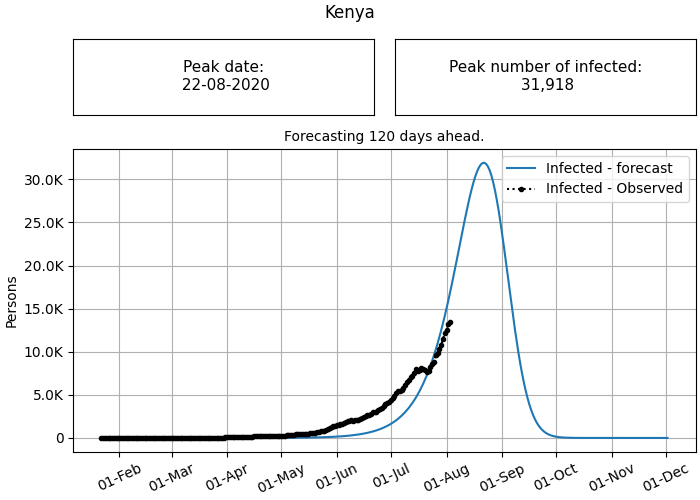 Kenya
Peak date:
22-08-2020
Peak number of infected:
31,918
Forecasting 120 days ahead.
Infected - forecast
Infected - Observed
Persons
30.0K
25.0K
20.0K
15.0K
10.0K
5.0K
0
01-Feb
01-Mar
01-Apr
01-May
01-Jun
01-Jul
01-Aug
01-Sep
01-Oct
01-Nov
01-Dec